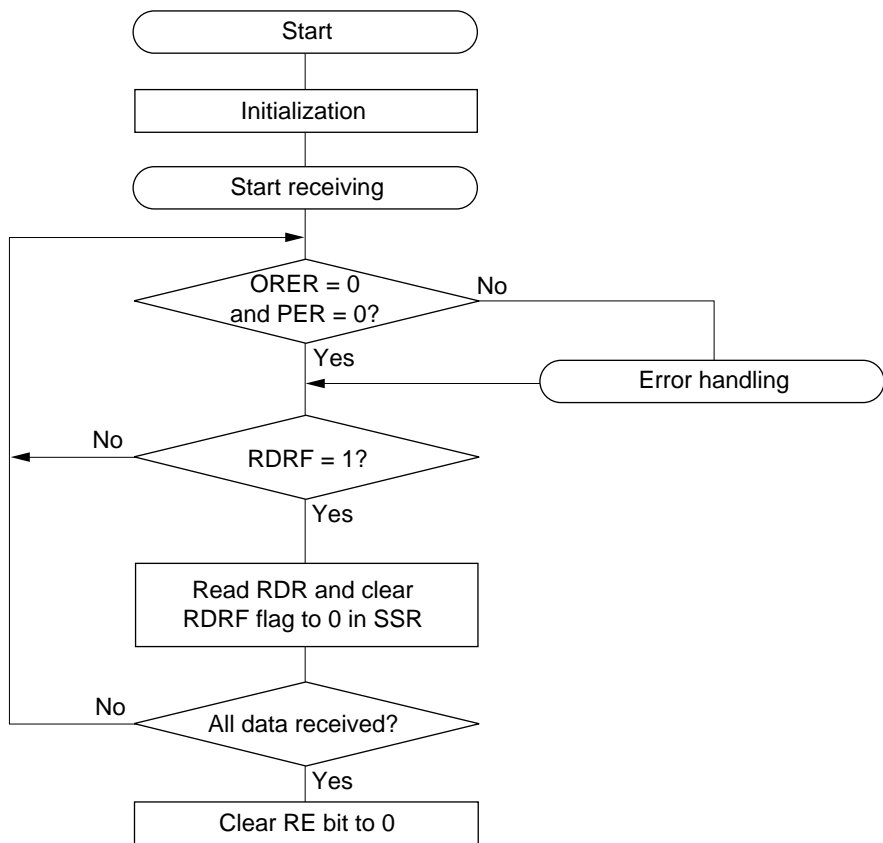 Start
Initialization
Start receiving
ORER = 0
and PER = 0?
No
Yes
Error handling
No
RDRF = 1?
Yes
Read RDR and clear
RDRF flag to 0 in SSR
No
All data received?
Yes
Clear RE bit to 0